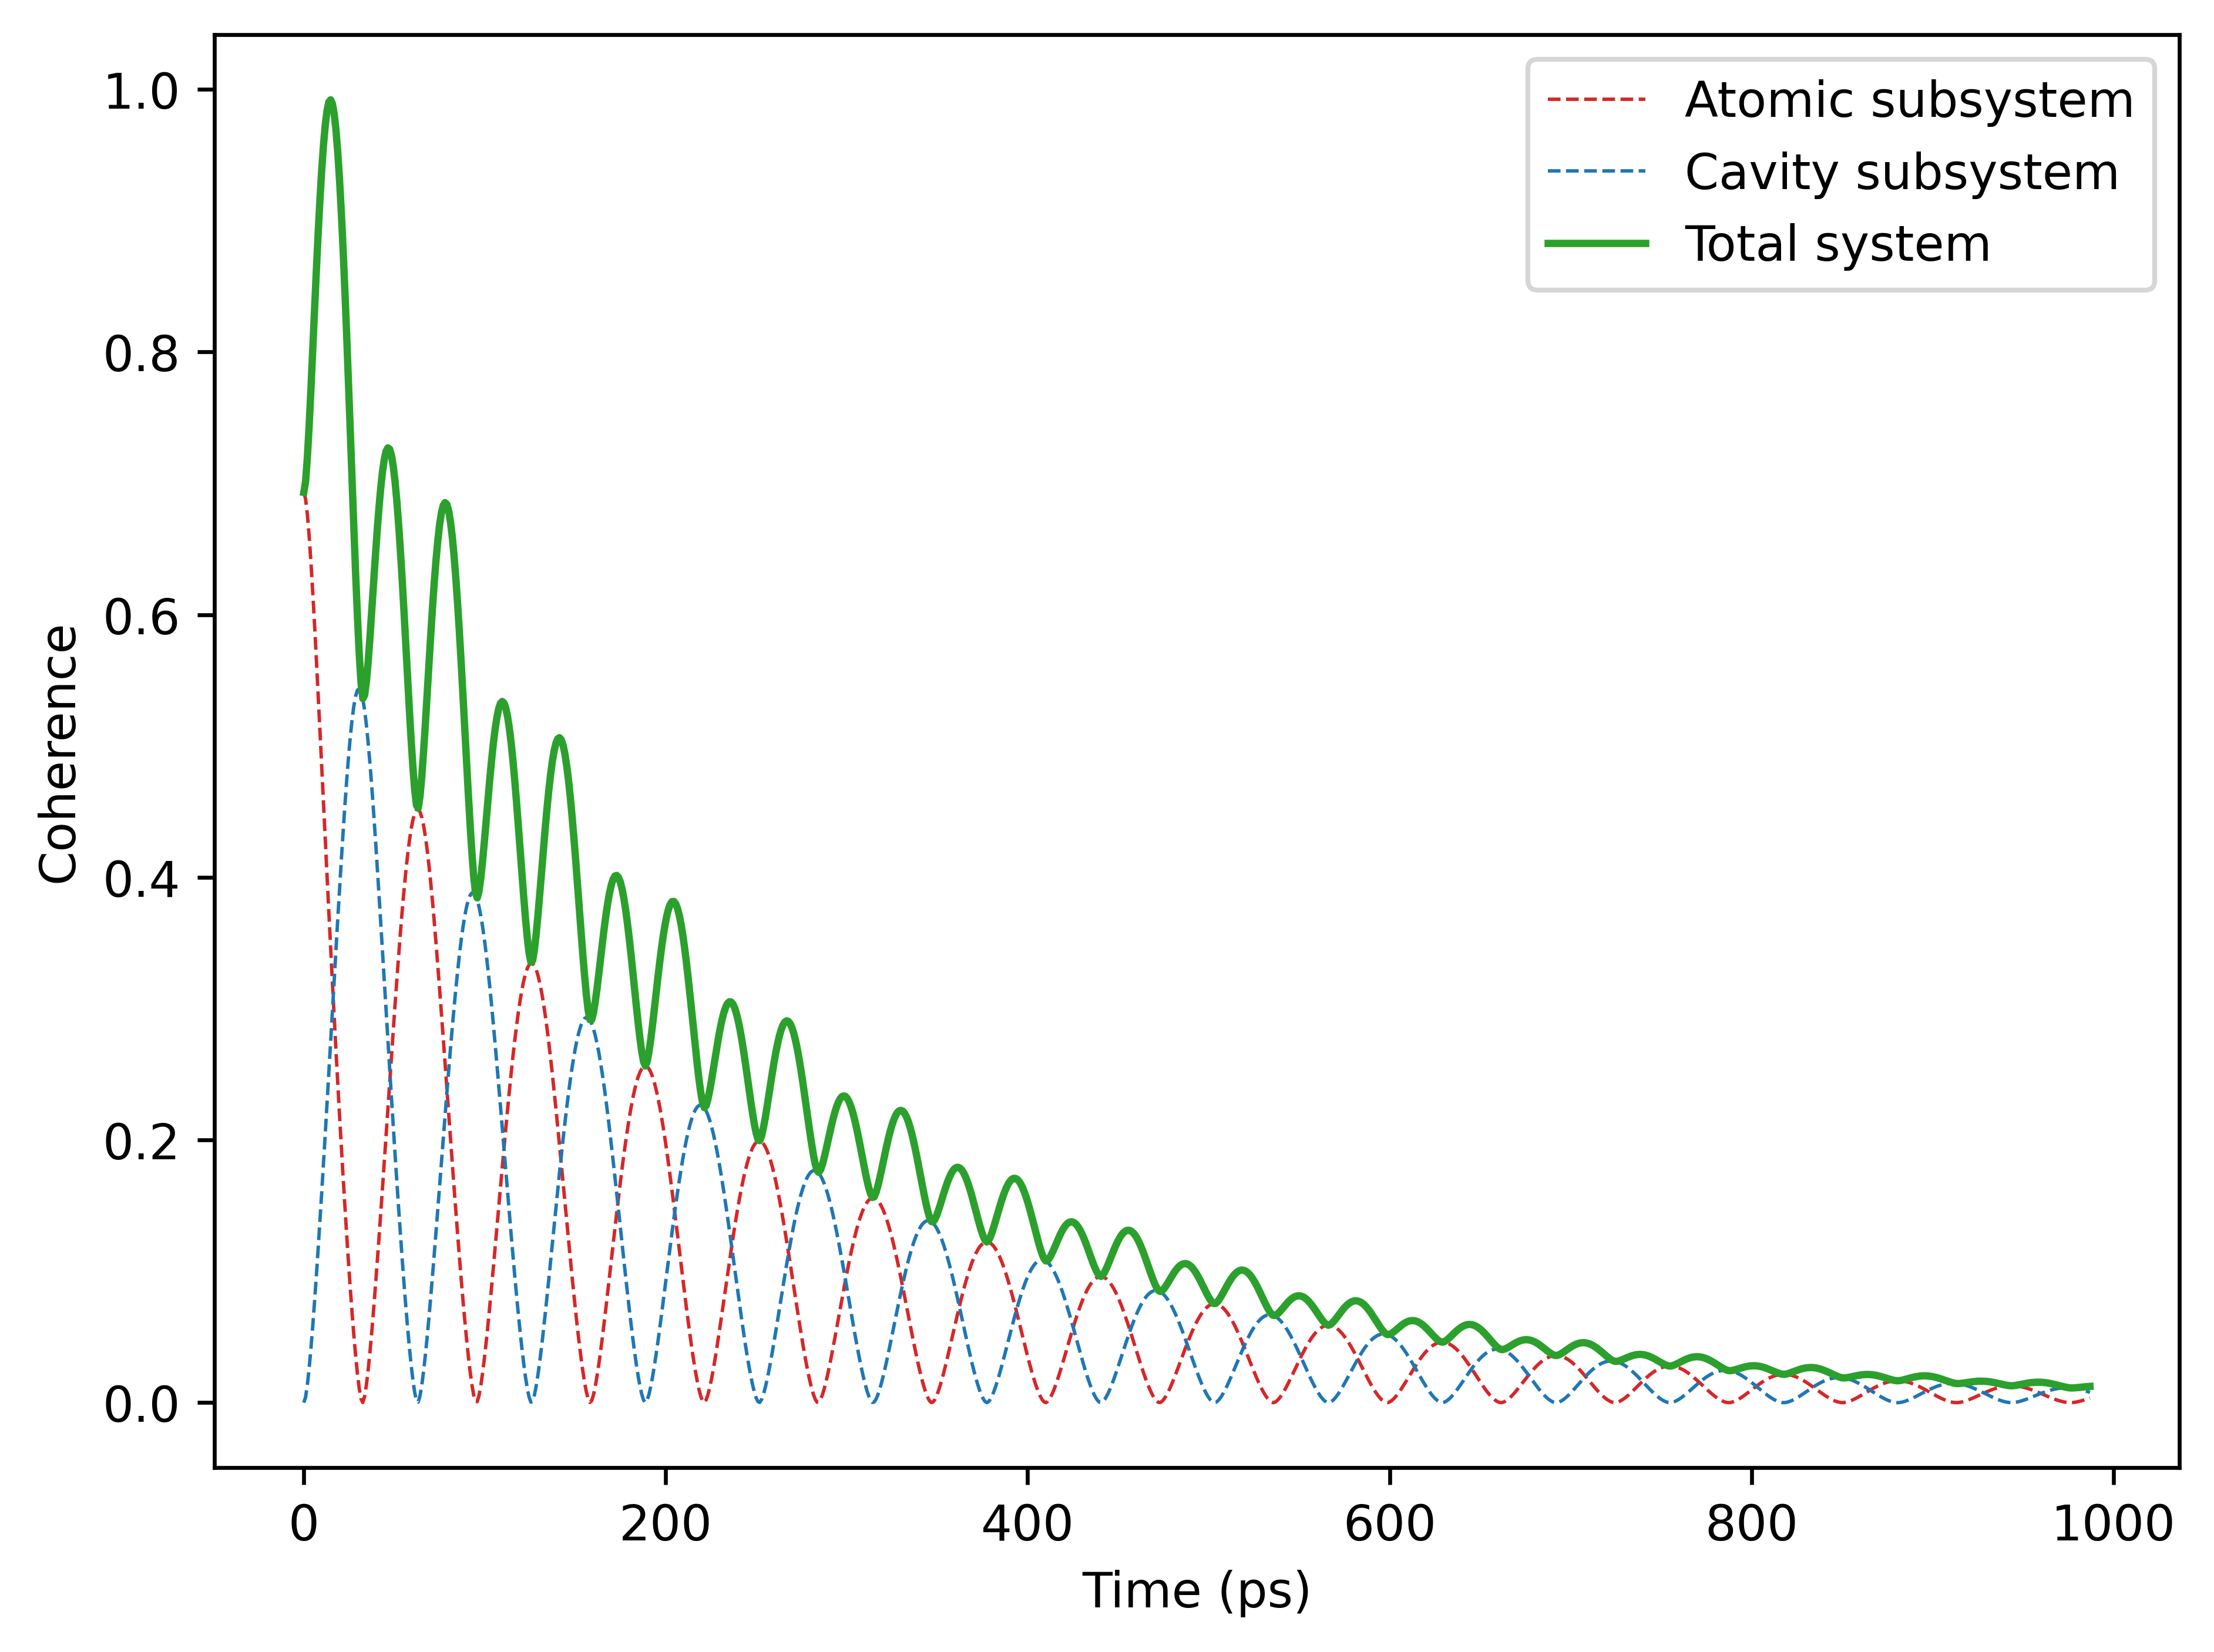 Atomic subsystem
Cavity subsystem
Total system
Coherence
1.0
0.8
0.6
0.4
0.2
0.0
0 200 400 600 800 1000
Time (ps)